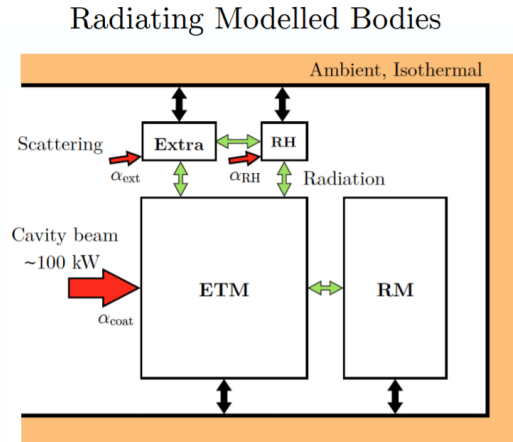 Radiating Modelled Bodies
Ambient, Isothermal
Scattering
Extra
RH
αext
αRH
Radiation
Cavity beam
~100 kW
ETM
RM
αcoat